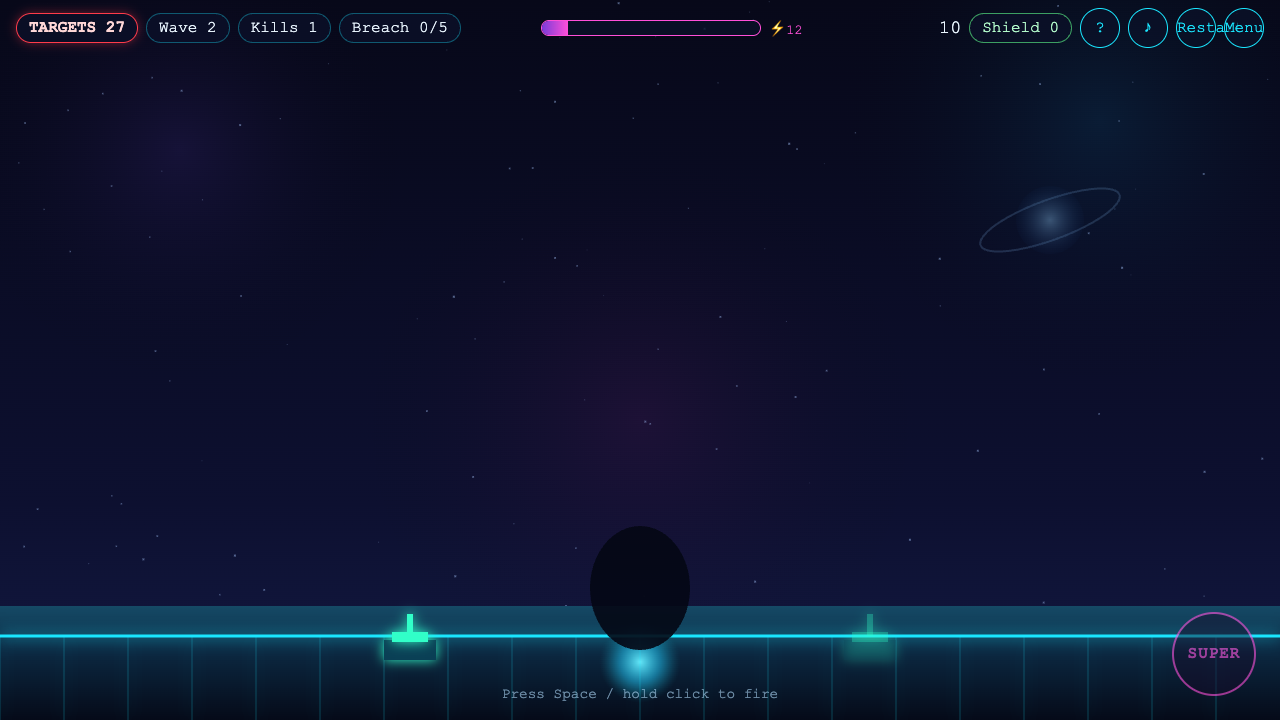 TARGETS 27
Wave 2
Kills 1
Breach 0/5
⚡12
10
Shield 0
?
♪
Resta
Menu
SUPER
Press Space / hold click to fire